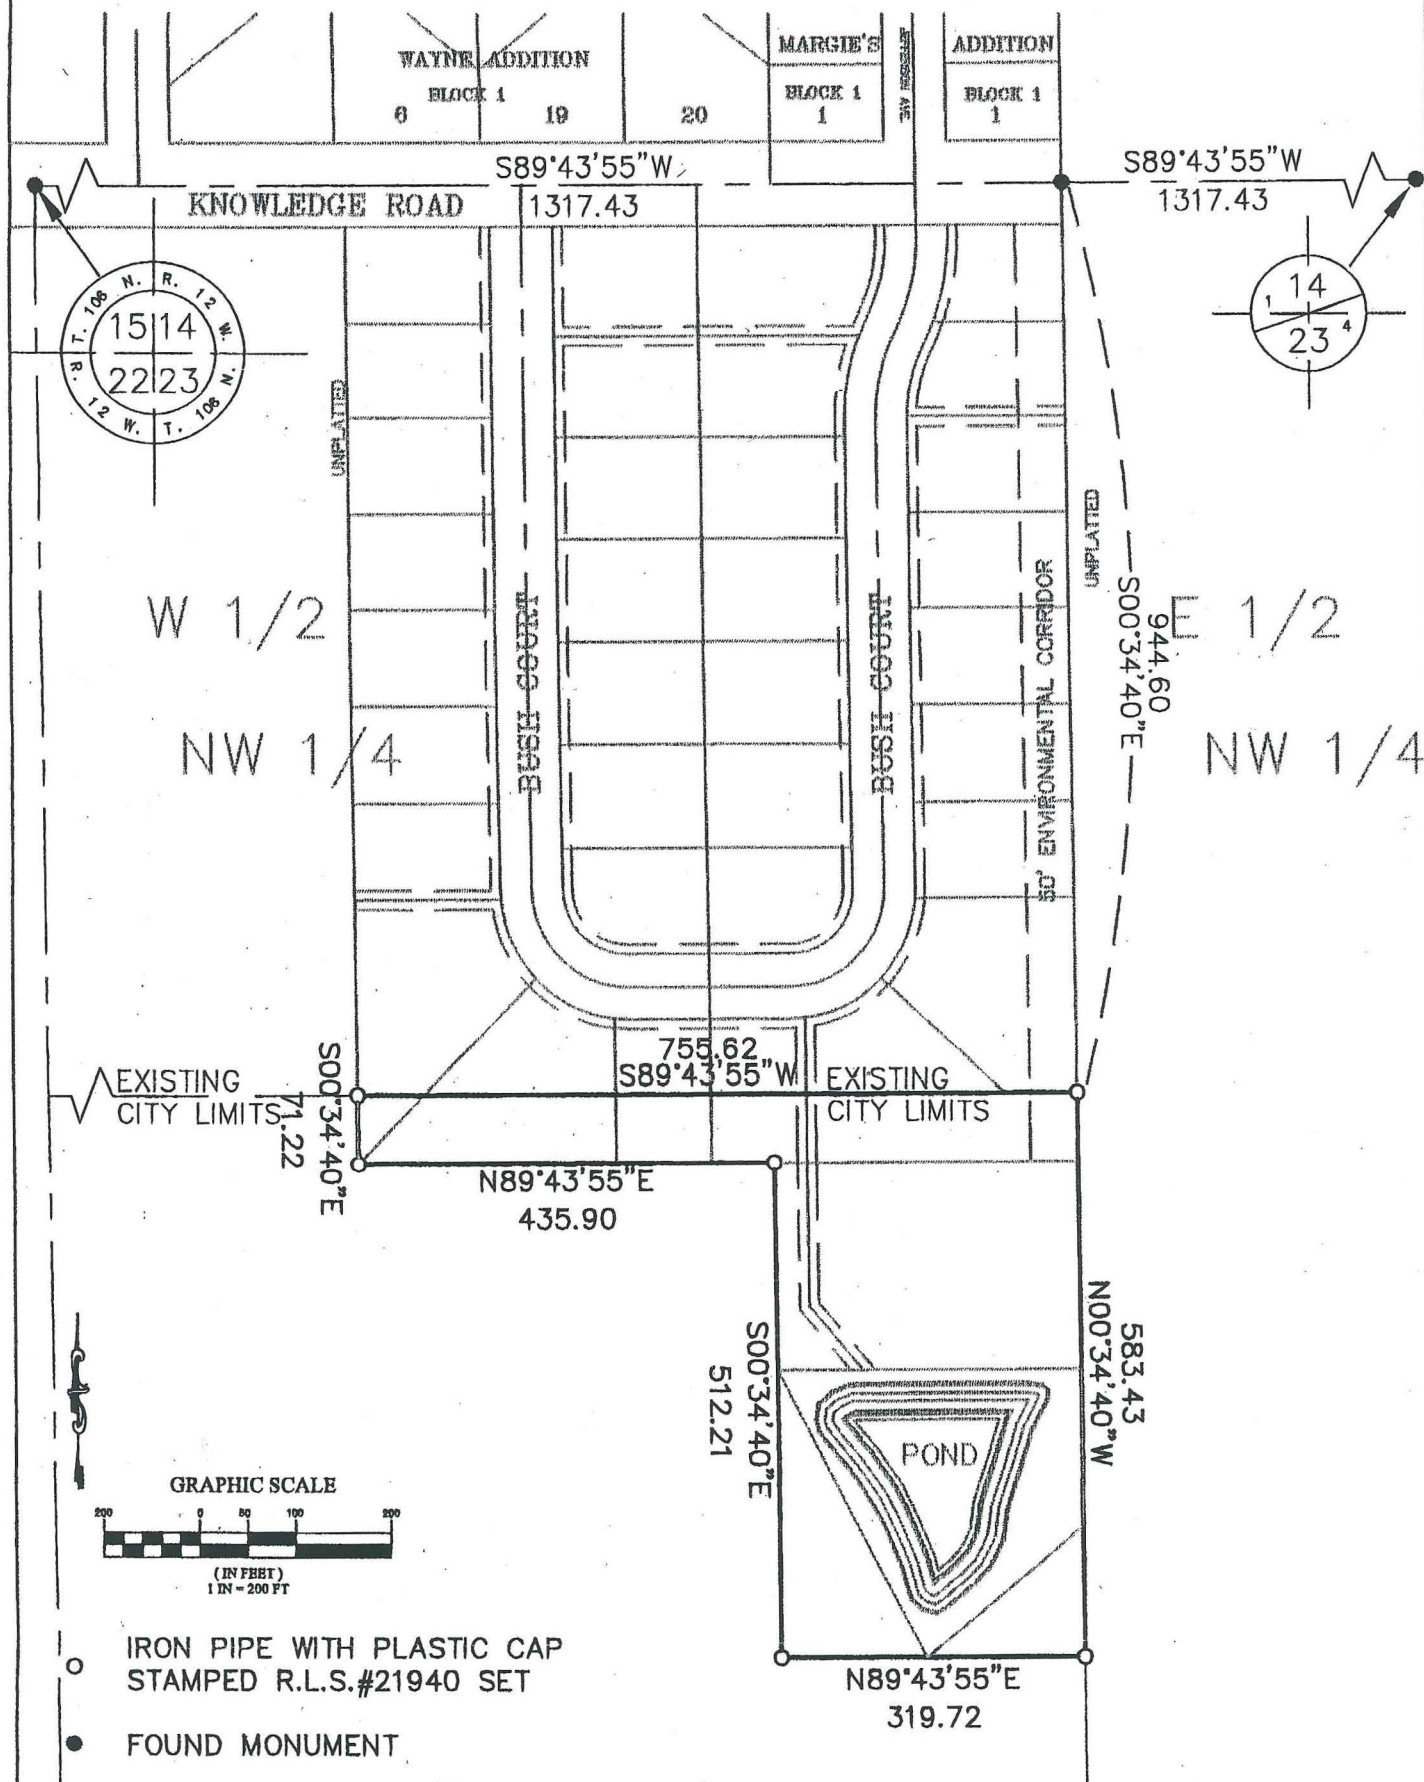 WAYNE ADDITION
BLOCK 1
6
19
20
MARGIE'S
BLOCK 1
1
ADDITION
BLOCK 1
1
S89°43'55"W
KNOWLEDGE ROAD
1317.43
S89°43'55"W
1317.43
T. 106 N. R. 12 W.
15 14
22 23
R. 12 W. T. 106 N.
14
1 4
23
UNPLATTED
UNPLATTED
W 1/2
NW 1/4
E 1/2
NW 1/4
BUSH COURT
BUSH COURT
50' ENVIRONMENTAL CORRIDOR
944.60
S00°34'40"E
755.62
S89°43'55"W
EXISTING
CITY LIMITS
EXISTING
CITY LIMITS
S00°34'40"E
71.22
N89°43'55"E
435.90
S00°34'40"E
512.21
583.43
N00°34'40"W
POND
N89°43'55"E
319.72
GRAPHIC SCALE
200 0 50 100 200
(IN FEET)
1 IN = 200 FT
IRON PIPE WITH PLASTIC CAP
STAMPED R.L.S.#21940 SET
FOUND MONUMENT